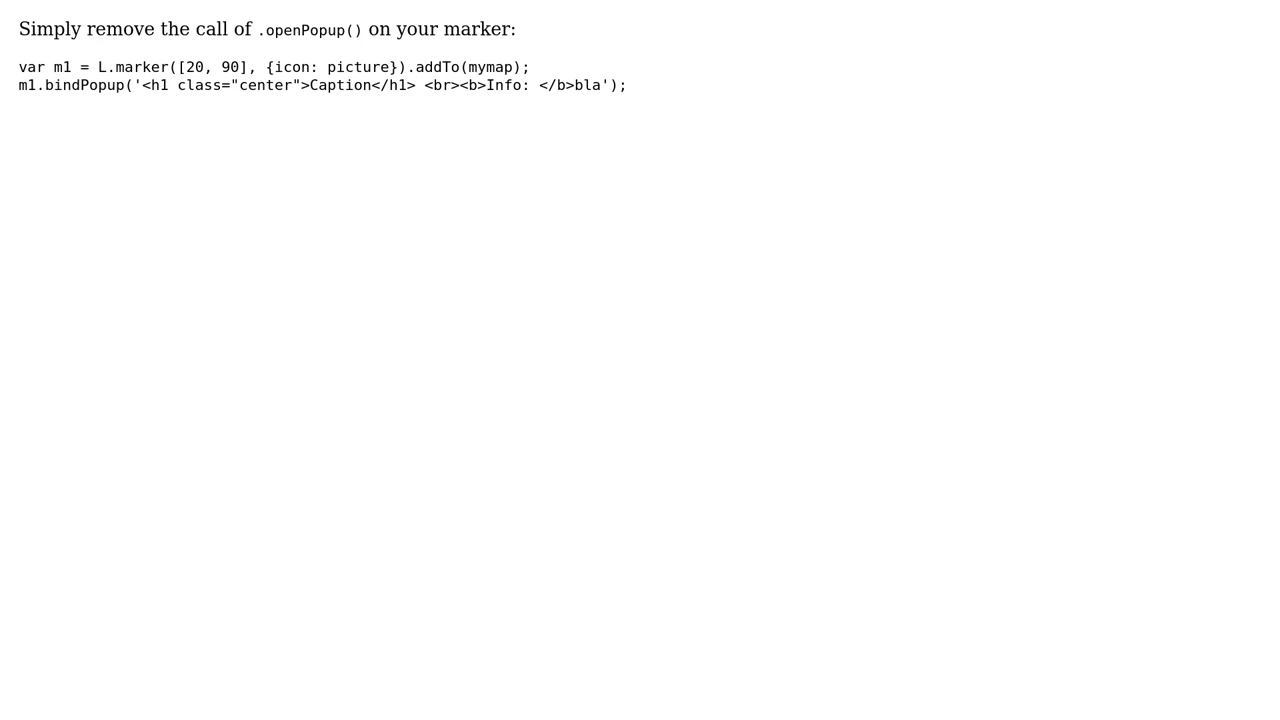 Simply remove the call of .openPopup() on your marker:
var m1 = L.marker([20, 90], {icon: picture}).addTo(mymap);
m1.bindPopup('<h1 class="center">Caption</h1> <br><b>Info: </b>bla');